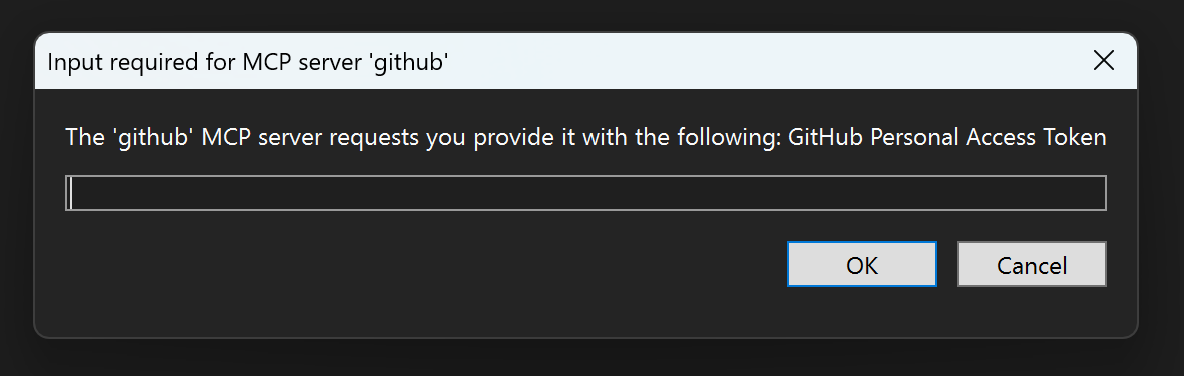 Input required for MCP server 'github'
The 'github' MCP server requests you provide it with the following: GitHub Personal Access Token
OK
Cancel